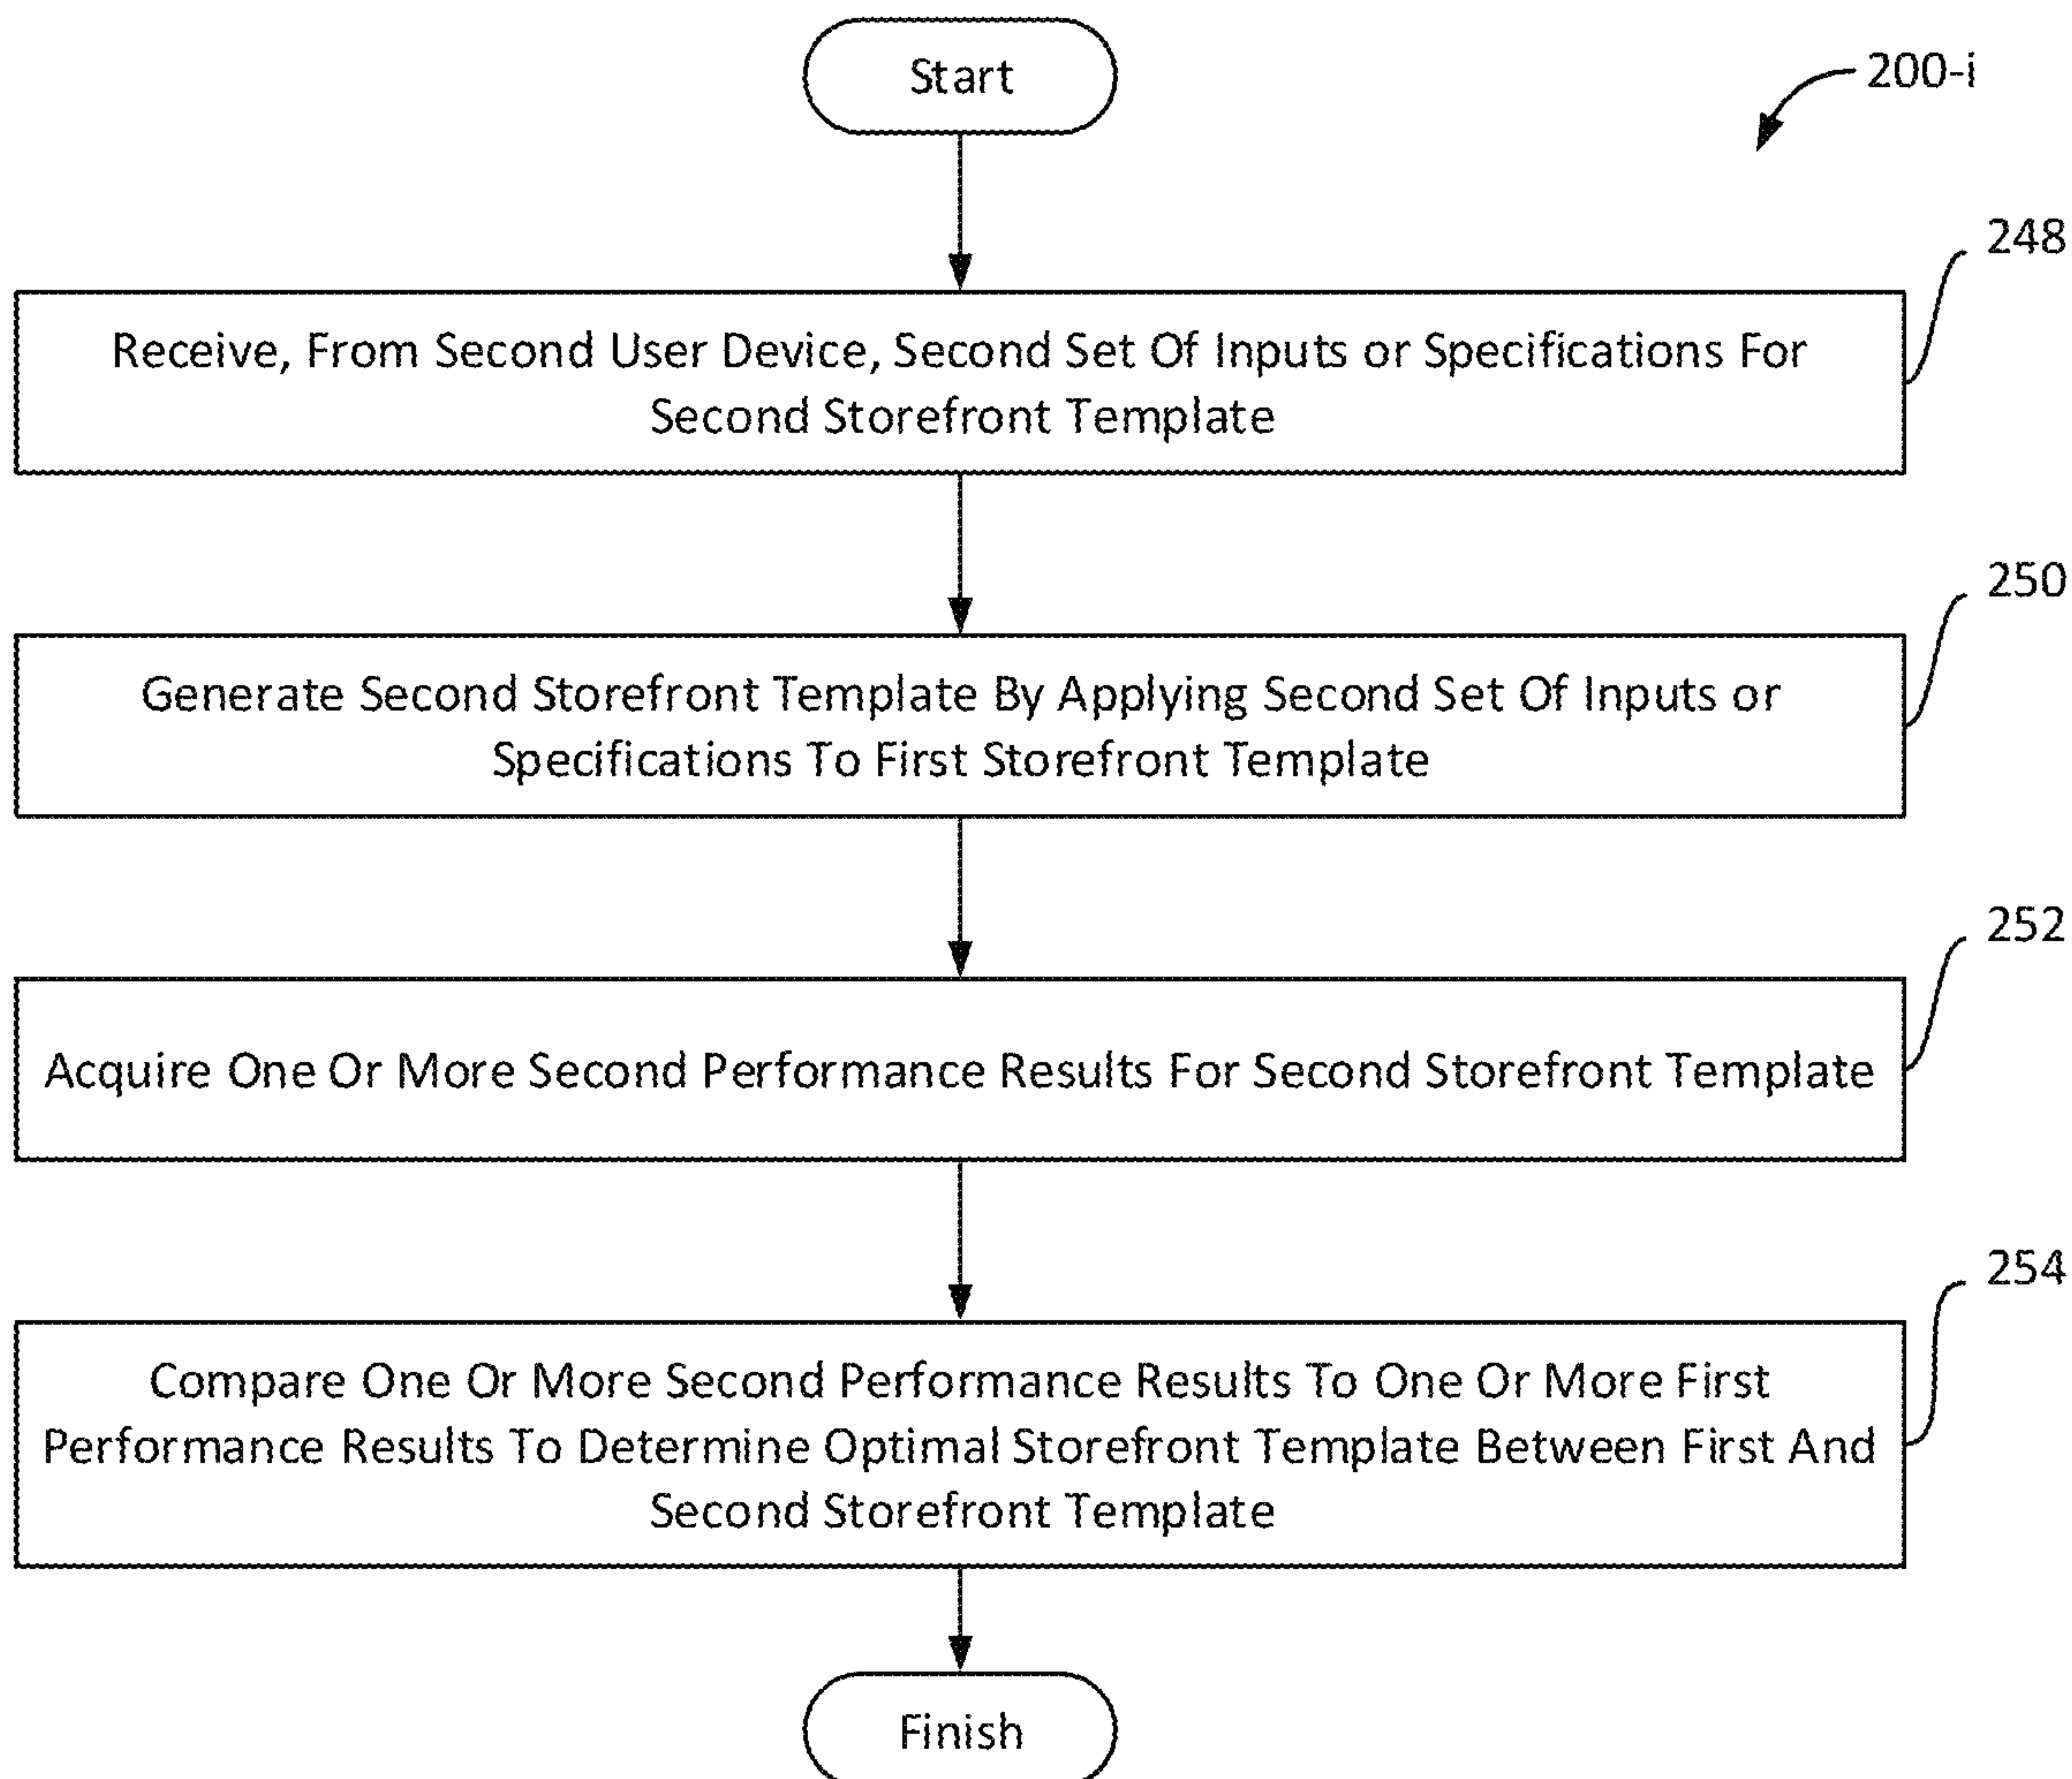 Start
200-i
248
Receive, From Second User Device, Second Set Of Inputs or Specifications For
Second Storefront Template
250
Generate Second Storefront Template By Applying Second Set Of Inputs or
Specifications To First Storefront Template
252
Acquire One Or More Second Performance Results For Second Storefront Template
254
Compare One Or More Second Performance Results To One Or More First
Performance Results To Determine Optimal Storefront Template Between First And
Second Storefront Template
Finish